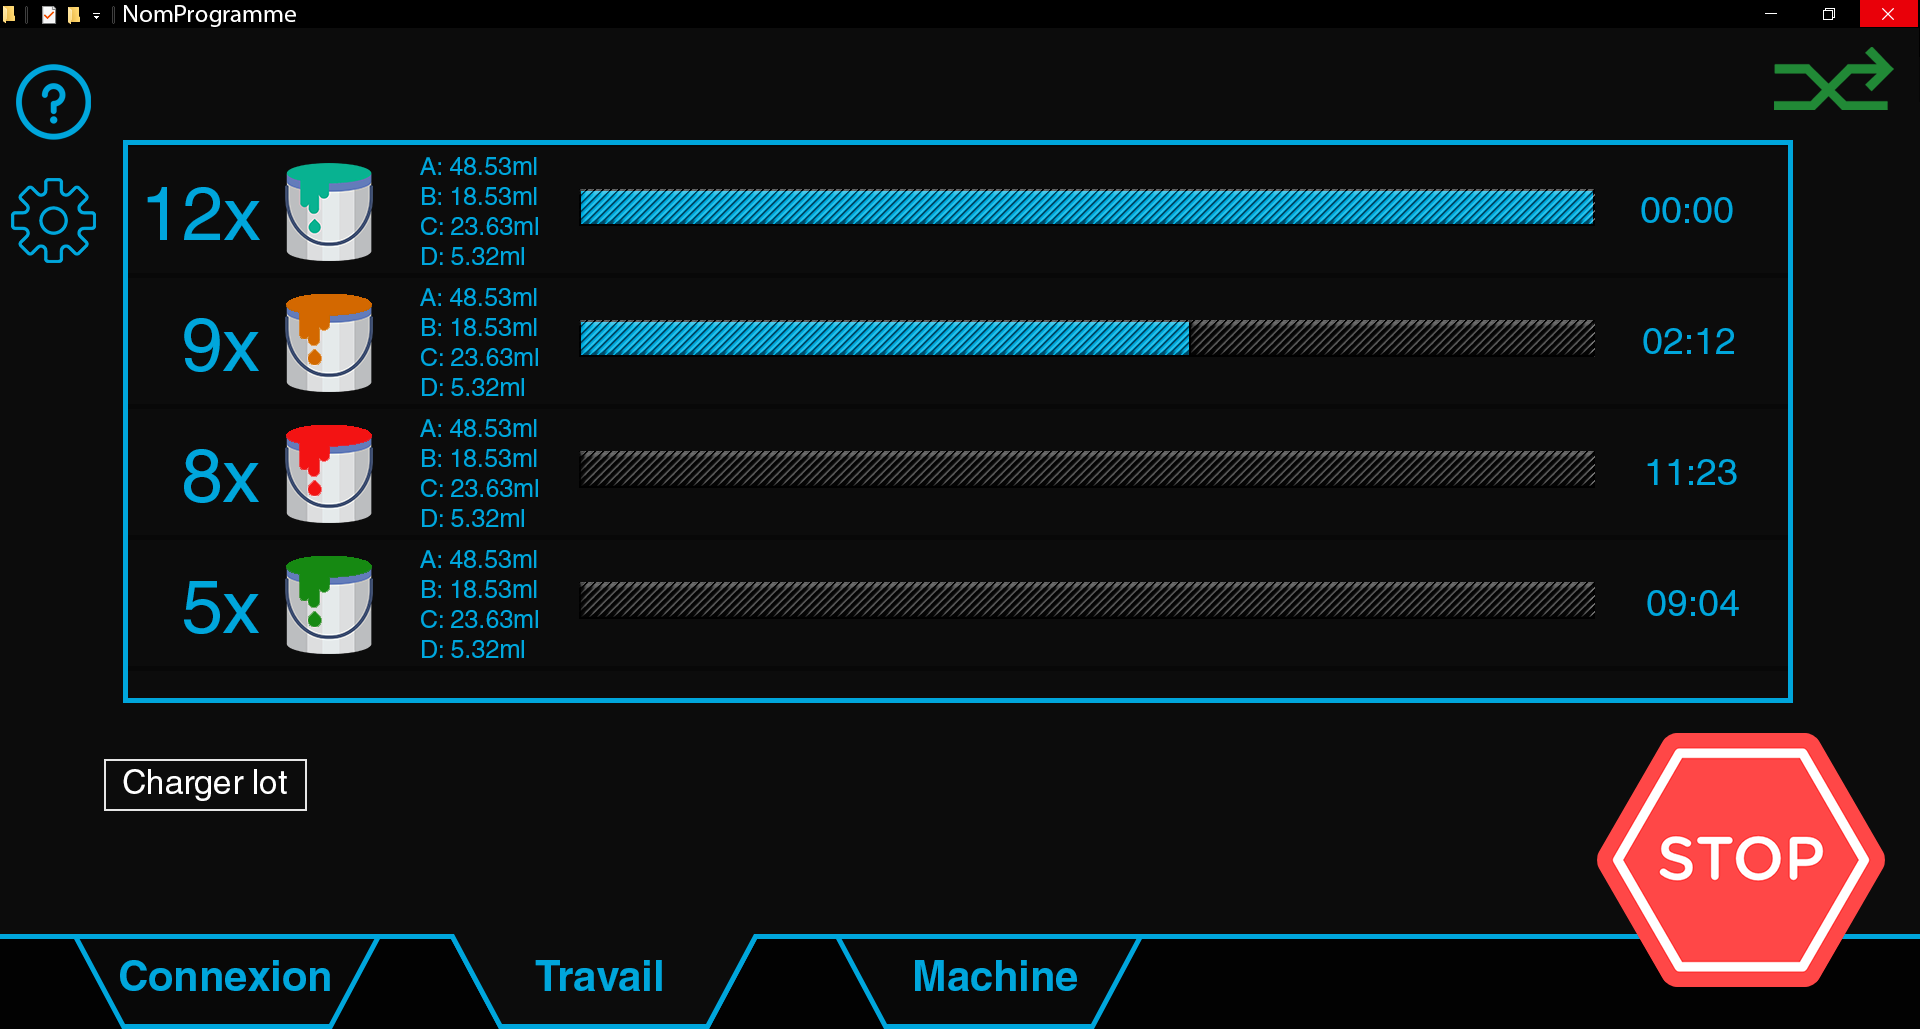 NomProgramme
?
12x
A: 48.53ml
B: 18.53ml
C: 23.63ml
D: 5.32ml
00:00
9x
A: 48.53ml
B: 18.53ml
C: 23.63ml
D: 5.32ml
02:12
8x
A: 48.53ml
B: 18.53ml
C: 23.63ml
D: 5.32ml
11:23
5x
A: 48.53ml
B: 18.53ml
C: 23.63ml
D: 5.32ml
09:04
Charger lot
STOP
Connexion
Travail
Machine